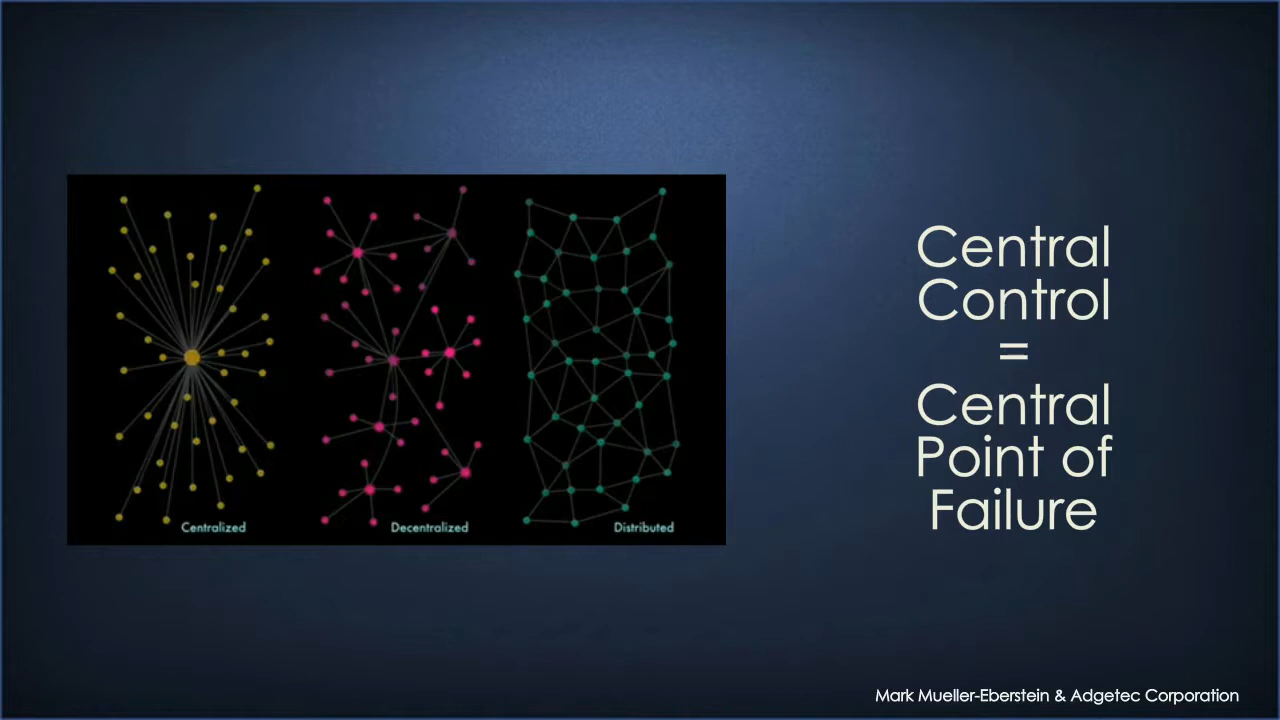 Centralized
Decentralized
Distributed
Central
Control
=
Central
Point of
Failure
Mark Mueller-Eberstein & Adgetec Corporation